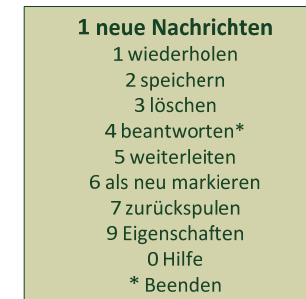 1 neue Nachrichten
1 wiederholen
2 speichern
3 löschen
4 beantworten*
5 weiterleiten
6 als neu markieren
7 zurückspulen
9 Eigenschaften
0 Hilfe
* Beenden